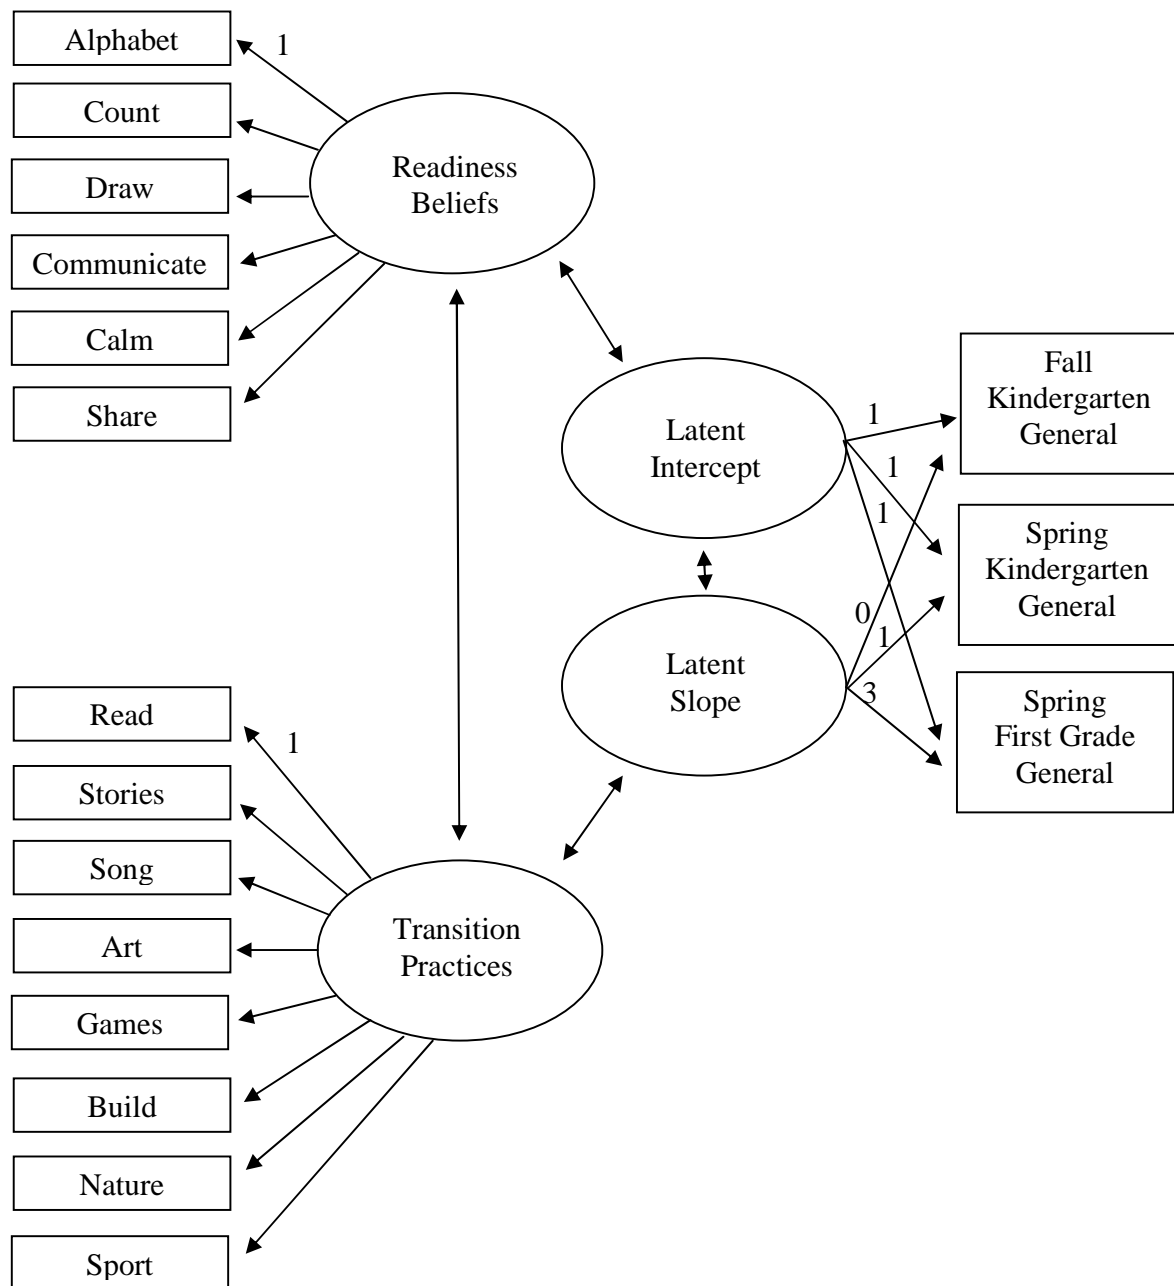 Alphabet
1
Count
Draw
Communicate
Calm
Share
Readiness
Beliefs
Latent
Intercept
Latent
Slope
1
1
1
0
1
3
Fall
Kindergarten
General
Spring
Kindergarten
General
Spring
First Grade
General
Read
1
Stories
Song
Art
Games
Build
Nature
Sport
Transition
Practices